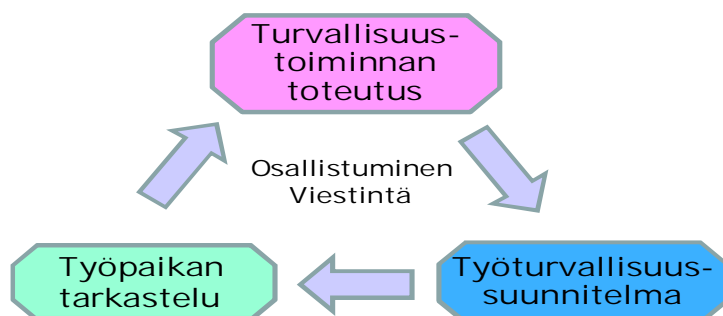 Turvallisuus-
toiminnan
toteutus
Osallistuminen
Viestintä
Työpaikan
tarkastelu
Työturvallisuus-
suunnitelma